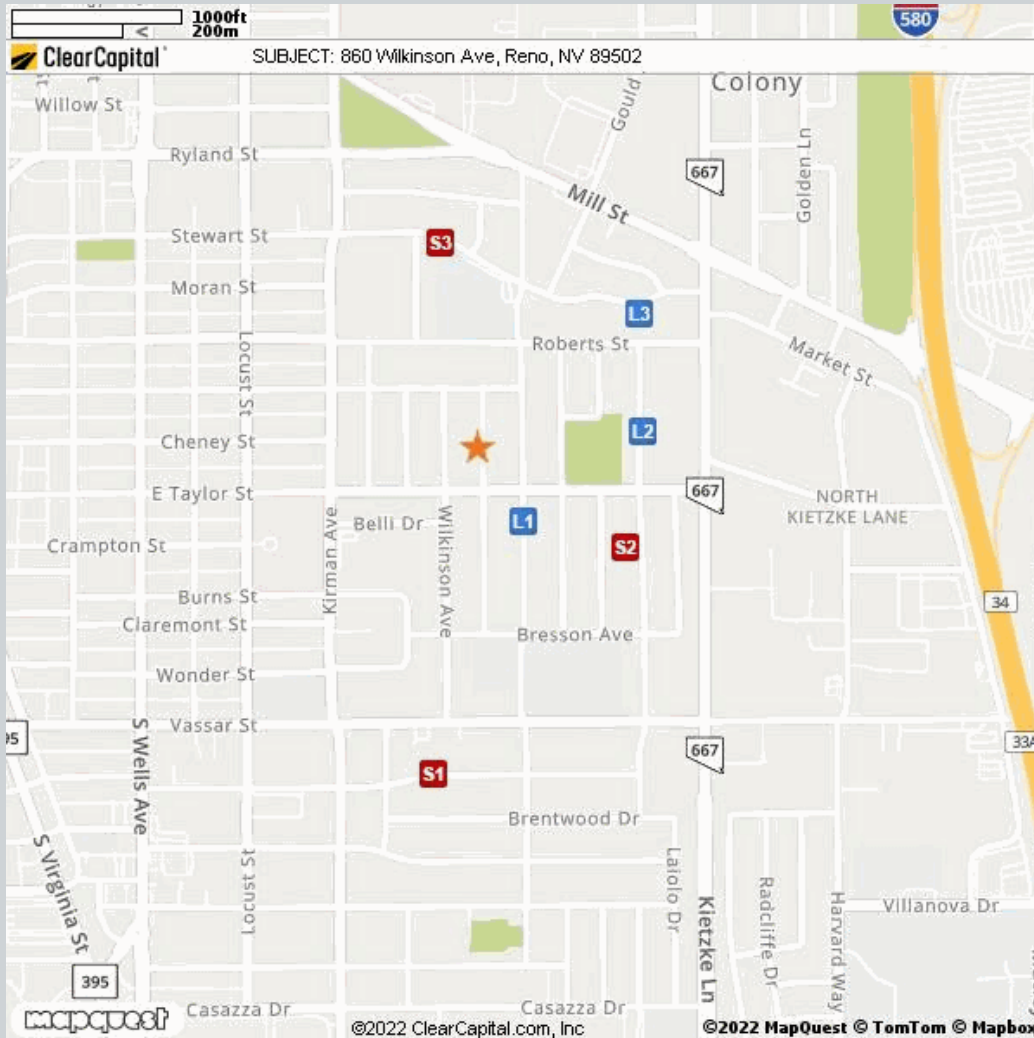 1000ft
200m
580
ClearCapital
SUBJECT: 860 Wilkinson Ave, Reno, NV 89502
Colony
Willow St
Gould
Ryland St
667
Golden Ln
Mill St
Stewart St
S3
Moran St
L3
Locust St
Roberts St
Market St
Cheney St
L2
E Taylor St
667
NORTH
KIETZKE LANE
Belli Dr
L1
Crampton St
S2
Kirman Ave
Wilkinson Ave
Burns St
34
Claremont St
Bresson Ave
Wonder St
Vassar St
95
33A
667
S Wells Ave
S1
Brentwood Dr
S Virginia St
Locust St
Laiolo Dr
Kietzke Ln
Radcliffe Dr
Harvard Way
Villanova Dr
395
Casazza Dr
Casazza Dr
mapquest
©2022 ClearCapital.com, Inc
©2022 MapQuest © TomTom © Mapbox